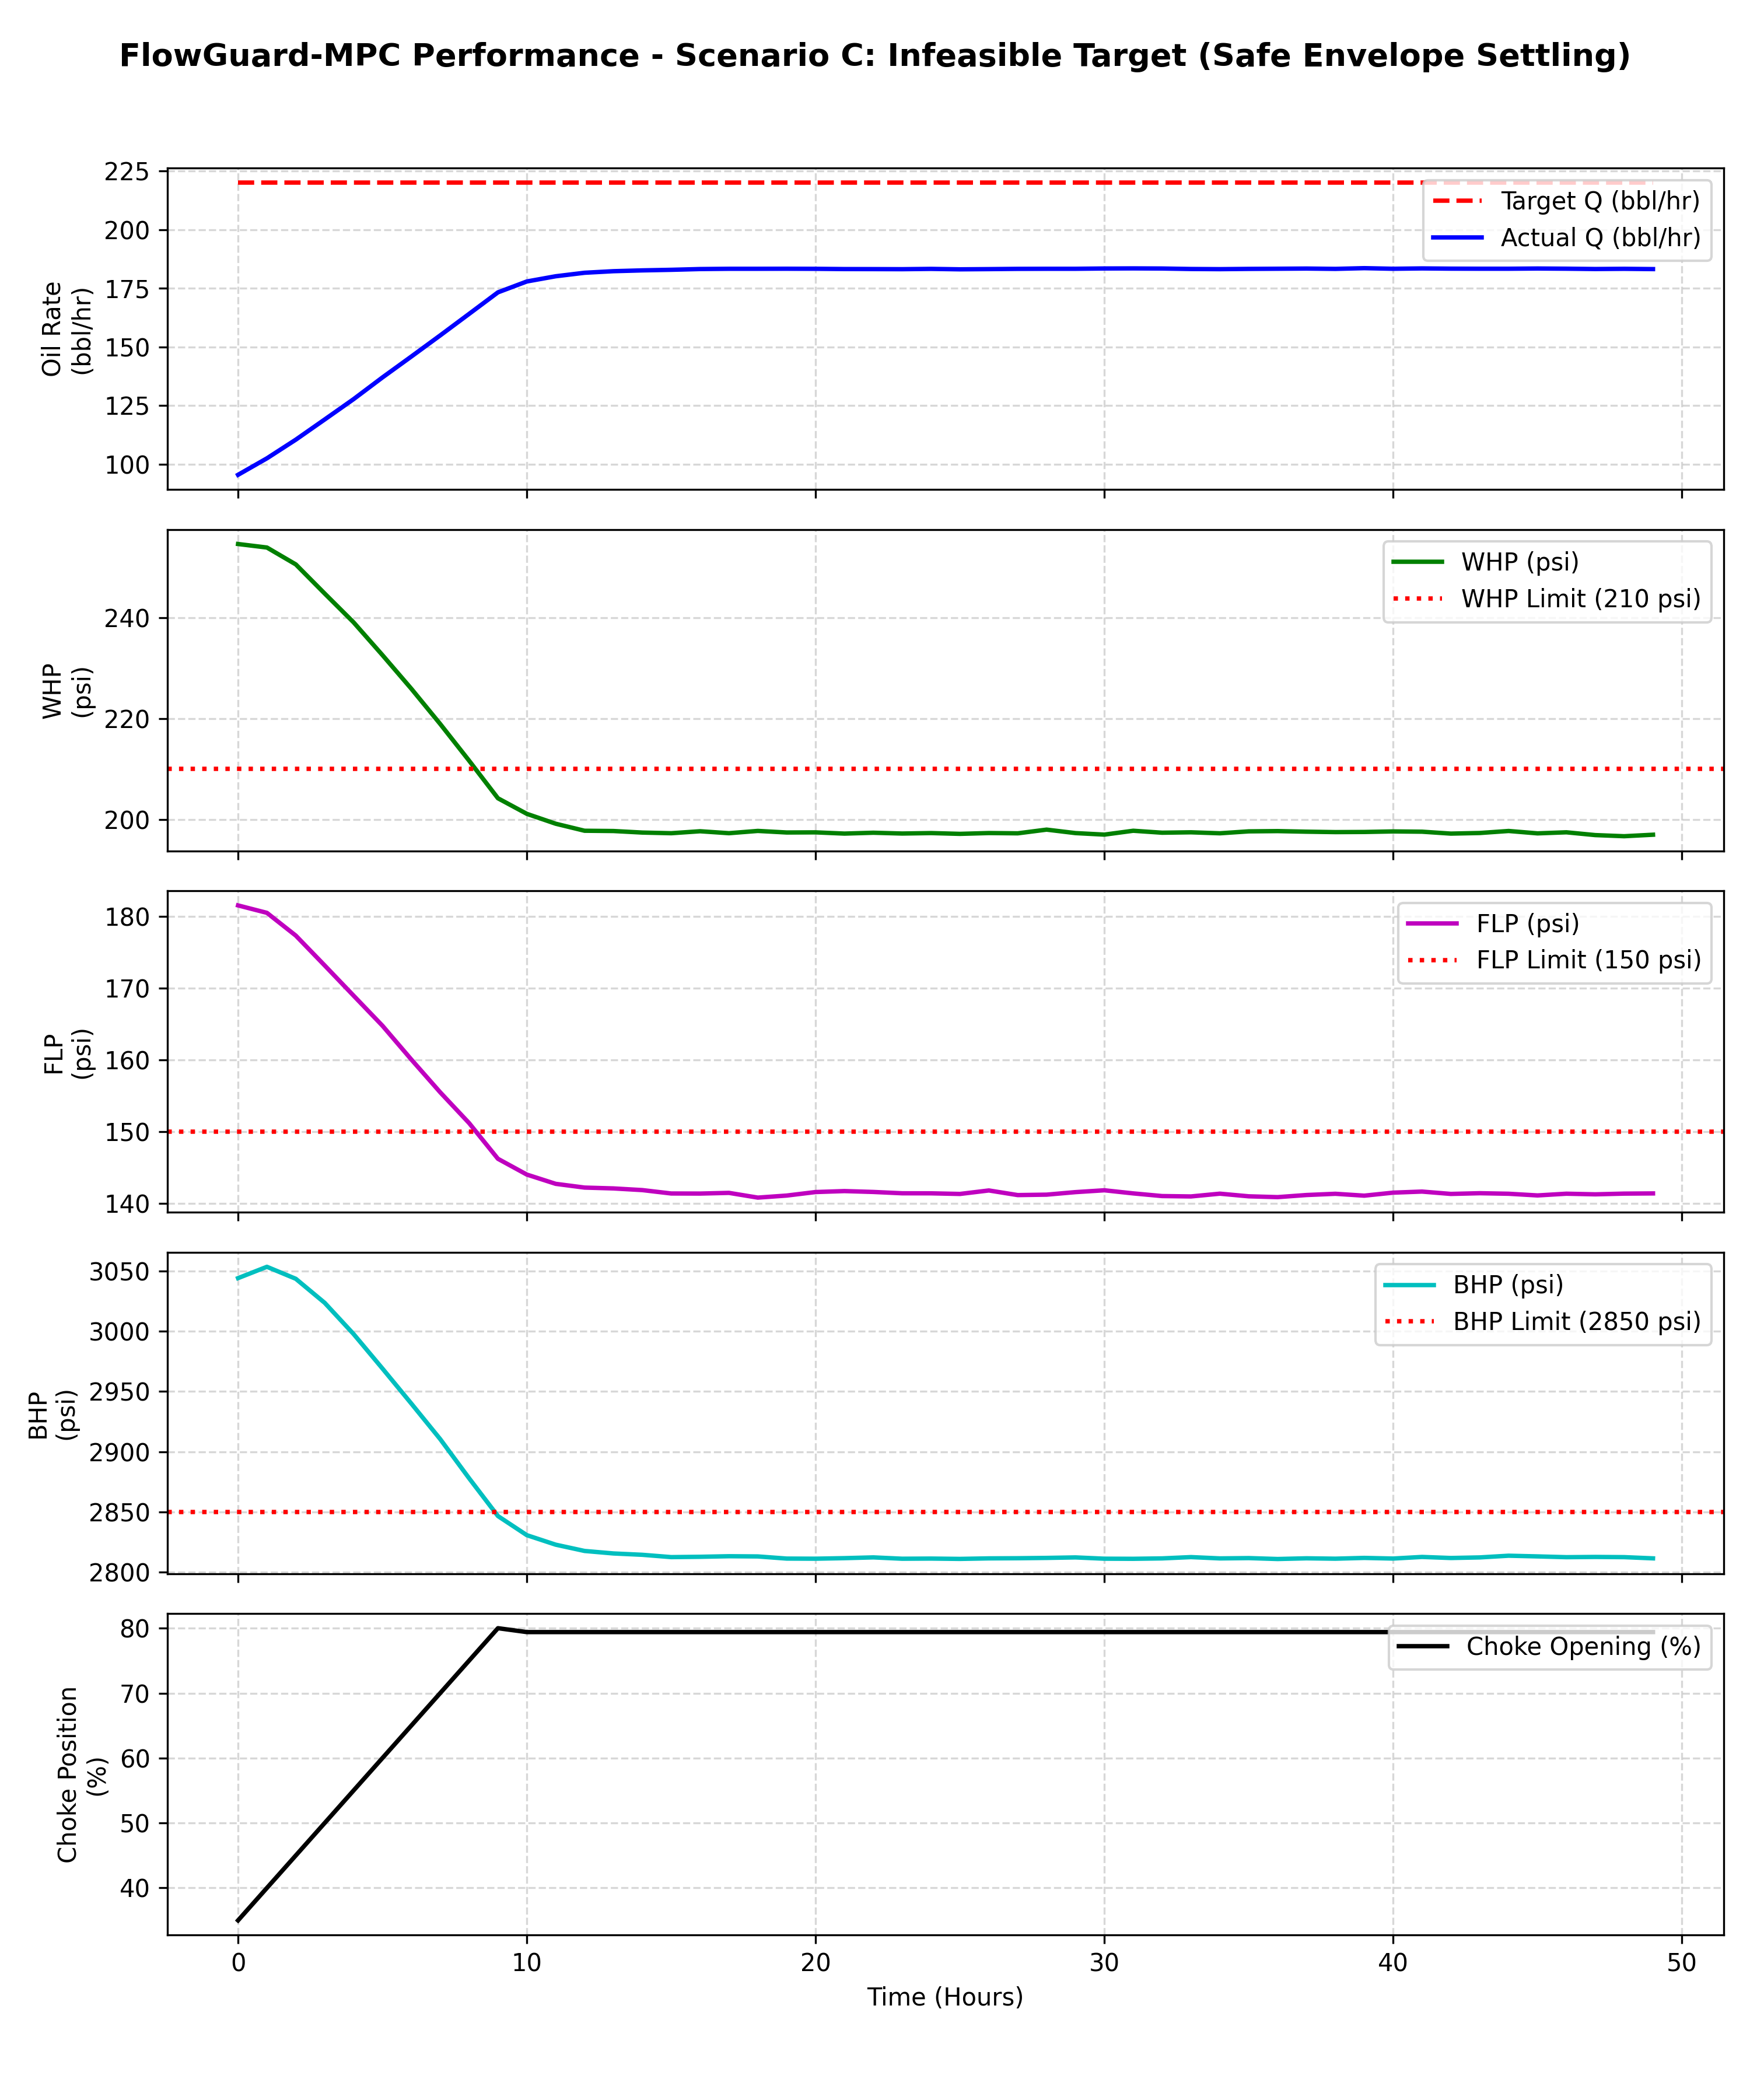 FlowGuard-MPC Performance - Scenario C: Infeasible Target (Safe Envelope Settling)
225
200
175
150
125
100
Oil Rate
(bbl/hr)
Target Q (bbl/hr)
Actual Q (bbl/hr)
240
220
200
WHP
(psi)
WHP (psi)
WHP Limit (210 psi)
180
170
160
150
140
FLP
(psi)
FLP (psi)
FLP Limit (150 psi)
3050
3000
2950
2900
2850
2800
BHP
(psi)
BHP (psi)
BHP Limit (2850 psi)
80
70
60
50
40
Choke Position
(%)
Choke Opening (%)
0 10 20 30 40 50
Time (Hours)